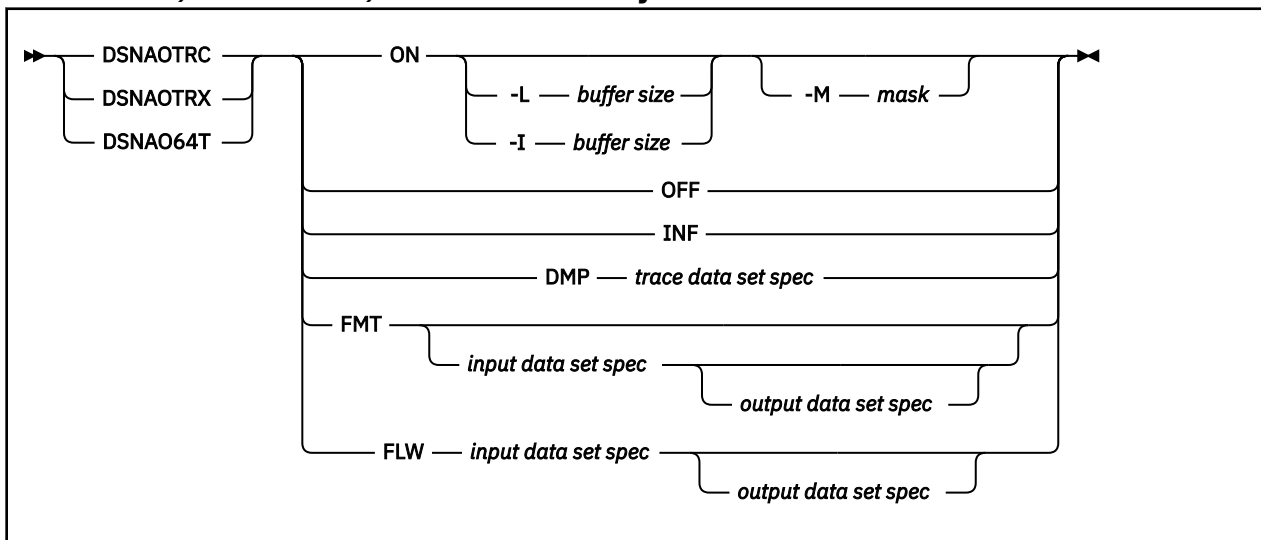 DSNAOTRC ON
DSNAOTRX -L buffer size -M mask
DSNAO64T -I buffer size
OFF
INF
DMP trace data set spec
FMT
input data set spec
output data set spec
FLW input data set spec
output data set spec